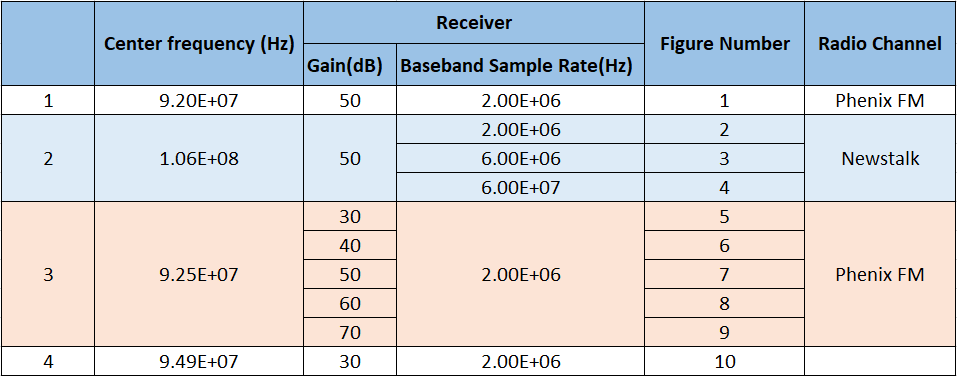 Center frequency (Hz) Receiver Figure Number Radio Channel
Gain(dB) Baseband Sample Rate(Hz)
1 9.20E+07 50 2.00E+06 1 Phenix FM
2 1.06E+08 50 2.00E+06 2 Newstalk
6.00E+06 3
6.00E+07 4
3 9.25E+07 30 2.00E+06 5 Phenix FM
40 6
50 7
60 8
70 9
4 9.49E+07 30 2.00E+06 10